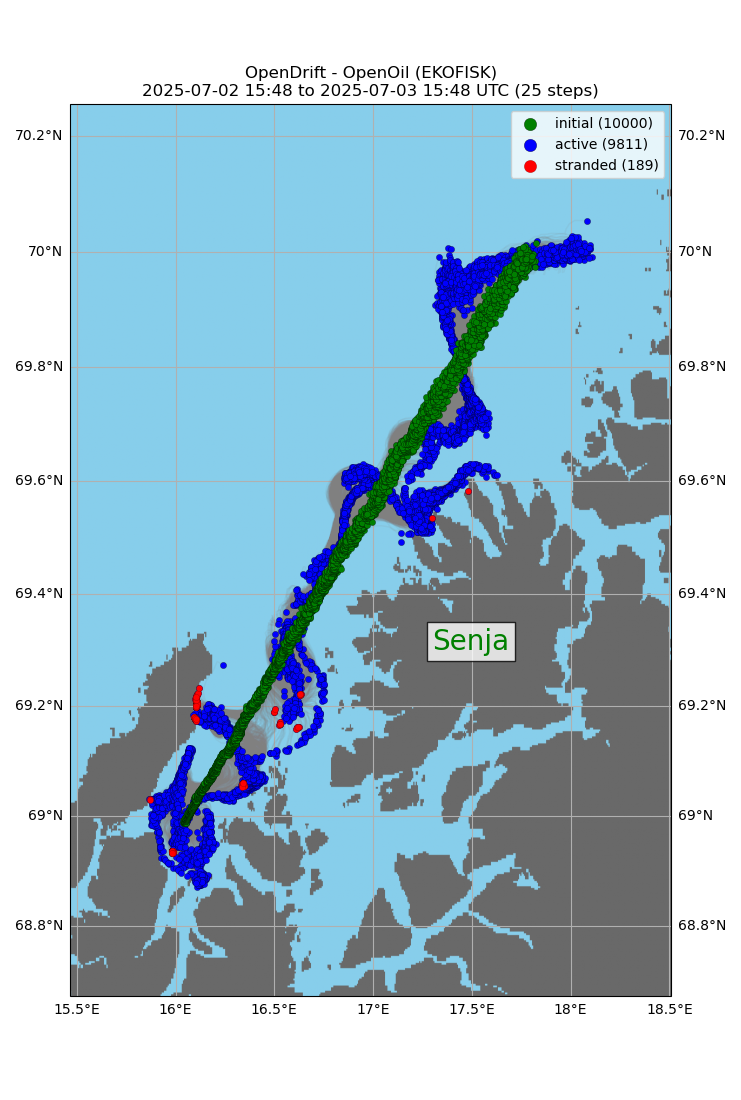 OpenDrift - OpenOil (EKOFISK)
2025-07-02 15:48 to 2025-07-03 15:48 UTC (25 steps)
initial (10000)
active (9811)
stranded (189)
70.2°N 70.2°N
70°N 70°N
69.8°N 69.8°N
69.6°N 69.6°N
69.4°N 69.4°N
Senja
69.2°N 69.2°N
69°N 69°N
68.8°N 68.8°N
15.5°E 16°E 16.5°E 17°E 17.5°E 18°E 18.5°E